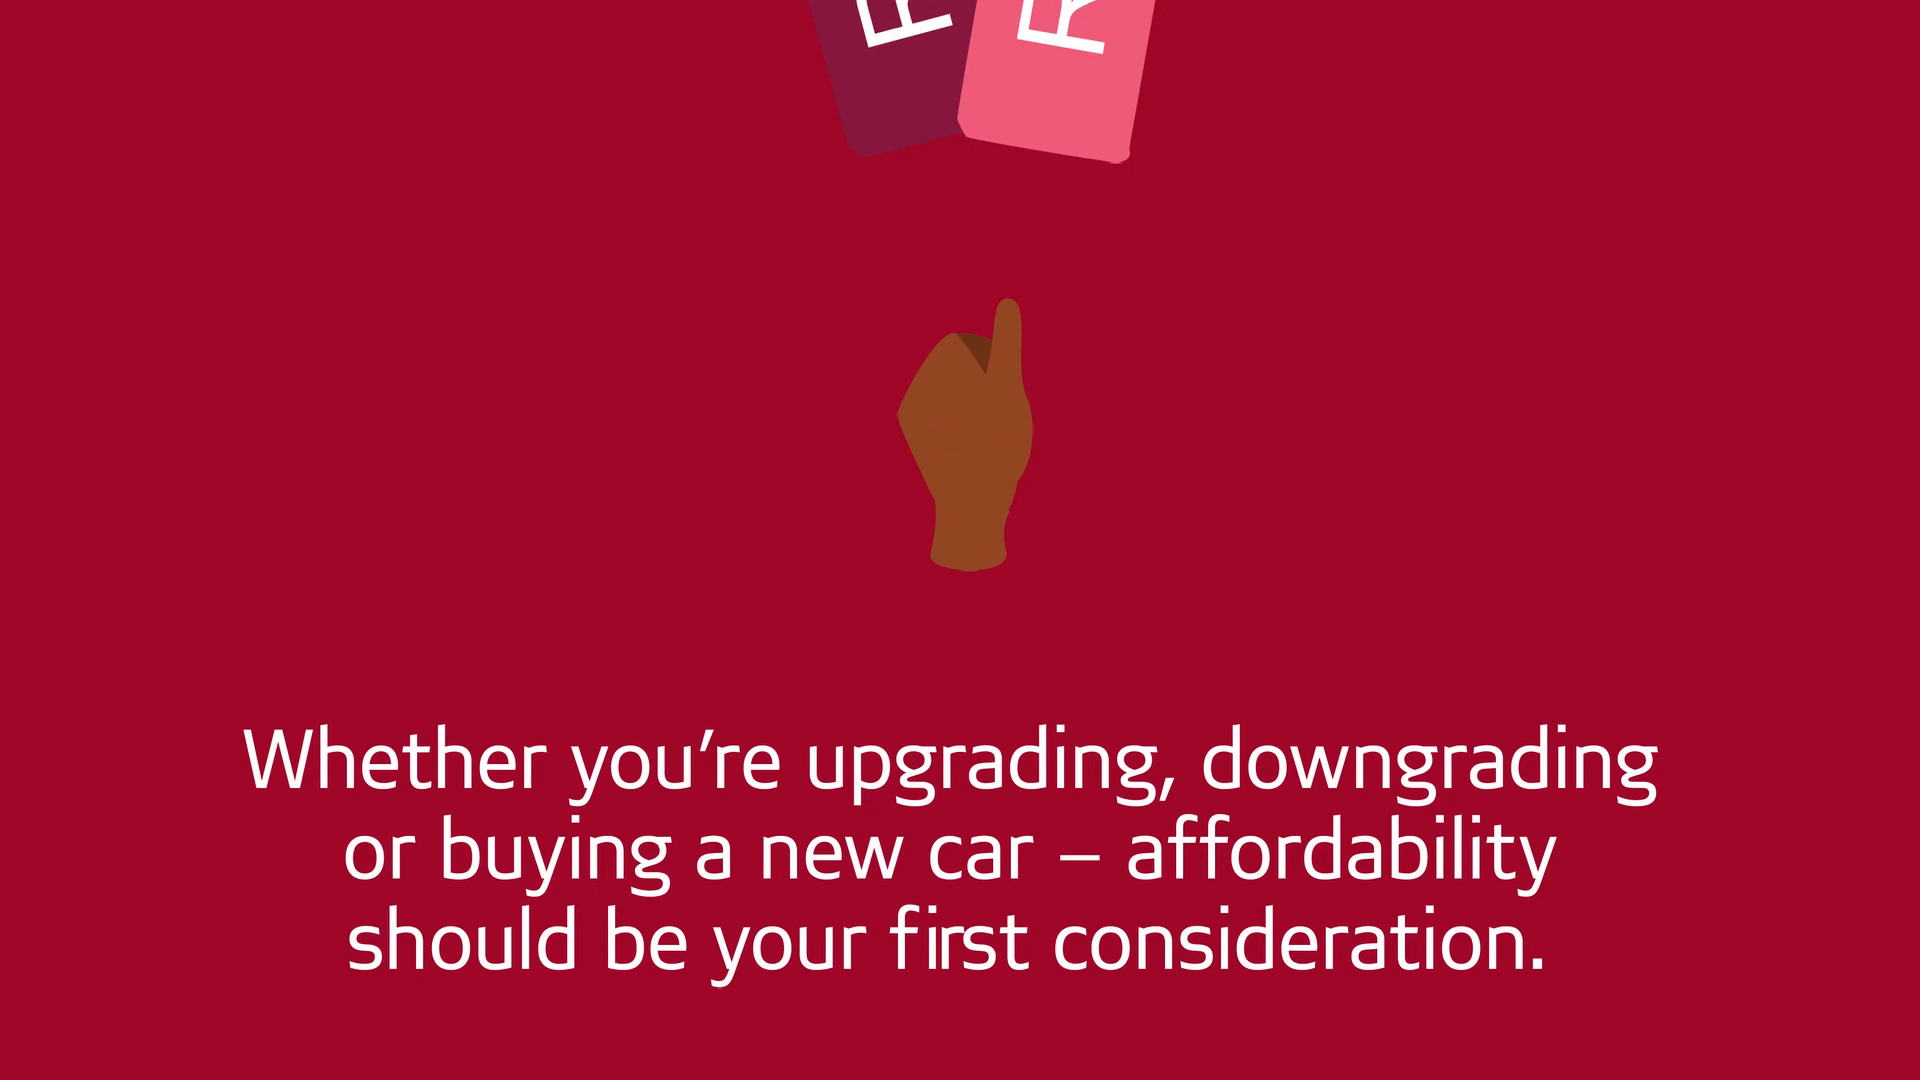 R
R
Whether you’re upgrading, downgrading
or buying a new car – affordability
should be your first consideration.